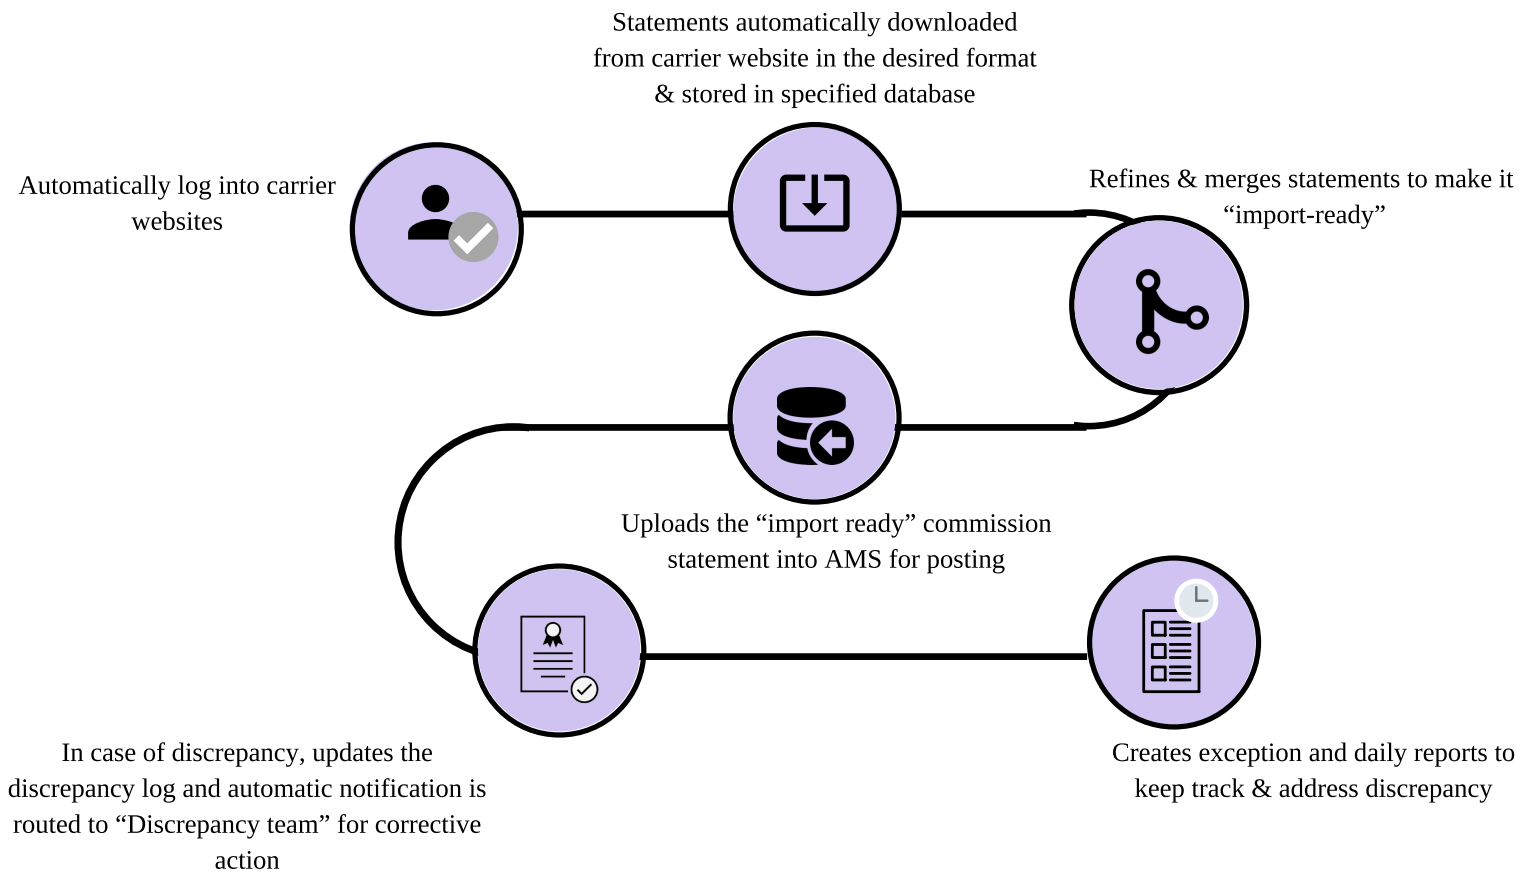 Statements automatically downloaded
from carrier website in the desired format
& stored in specified database
Automatically log into carrier
websites
Refines & merges statements to make it
“import-ready”
Uploads the “import ready” commission
statement into AMS for posting
In case of discrepancy, updates the
discrepancy log and automatic notification is
routed to “Discrepancy team” for corrective
action
Creates exception and daily reports to
keep track & address discrepancy